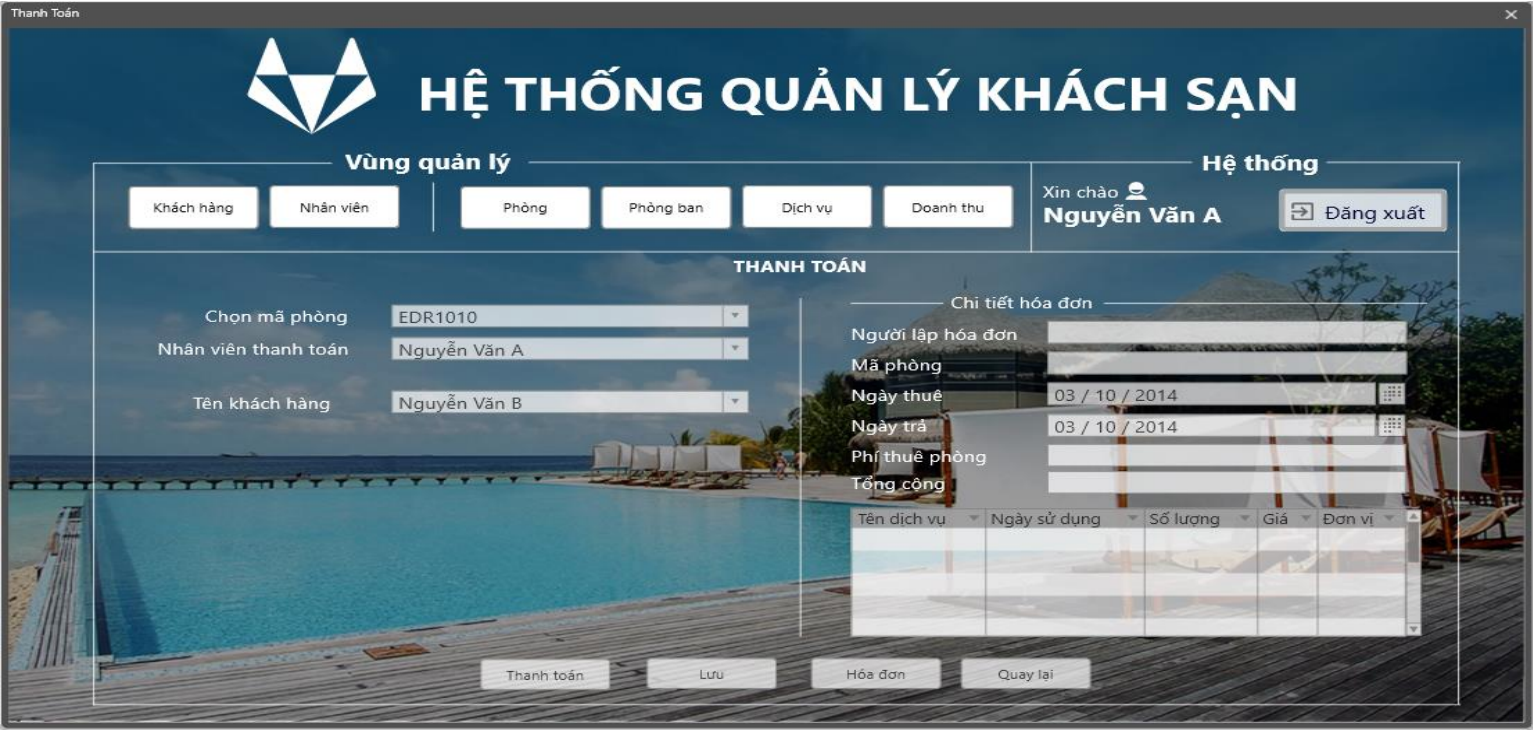 Thanh Toán
HỆ THỐNG QUẢN LÝ KHÁCH SẠN
Vùng quản lý
Hệ thống
Khách hàng
Nhân viên
Phòng
Phòng ban
Dịch vụ
Doanh thu
Xin chào
Nguyễn Văn A
Đăng xuất
THANH TOÁN
Chọn mã phòng EDR1010
Nhân viên thanh toán Nguyễn Văn A
Tên khách hàng Nguyễn Văn B
Chi tiết hóa đơn
Người lập hóa đơn
Mã phòng
Ngày thuê 03 / 10 / 2014
Ngày trả 03 / 10 / 2014
Phí thuê phòng
Tổng cộng
Tên dịch vụ Ngày sử dụng Số lượng Giá Đơn vị
Thanh toán
Lưu
Hóa đơn
Quay lại